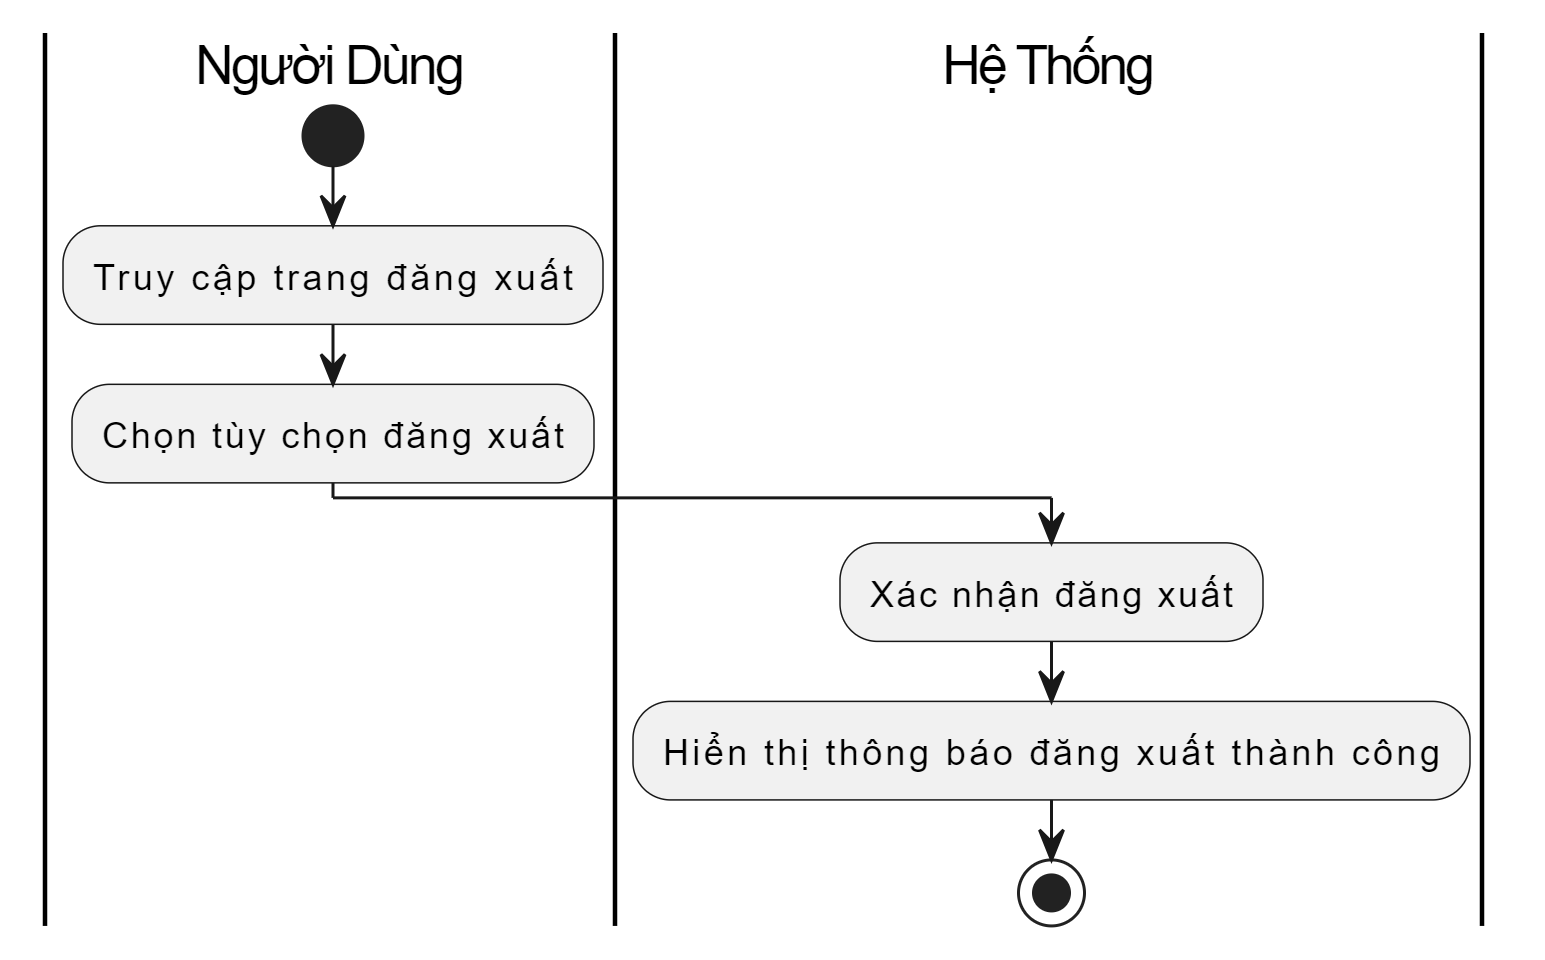 Người Dùng
Hệ Thống
Truy cập trang đăng xuất
Chọn tùy chọn đăng xuất
Xác nhận đăng xuất
Hiển thị thông báo đăng xuất thành công